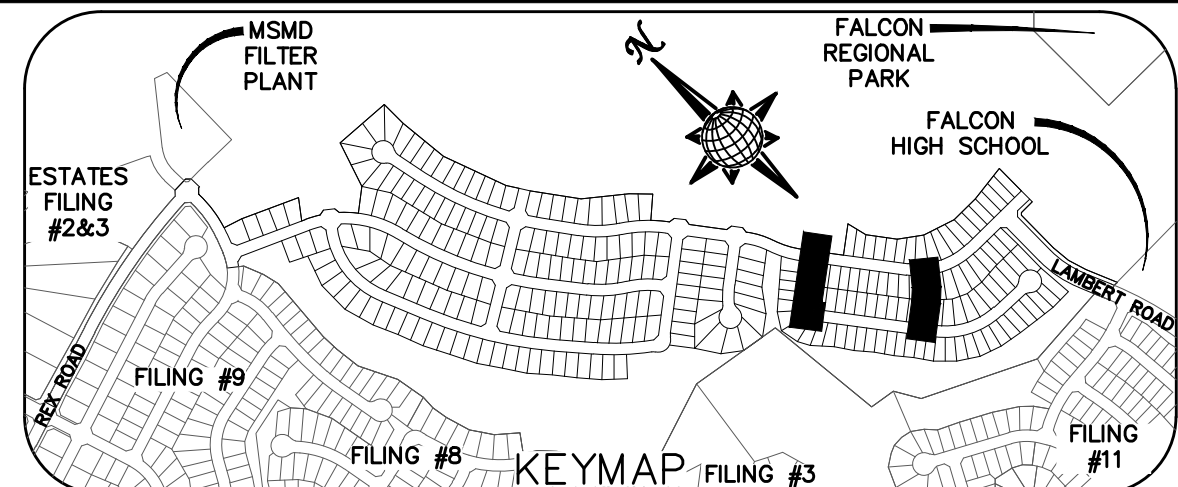 MSMD
FILTER
PLANT
N
FALCON
REGIONAL
PARK
FALCON
HIGH SCHOOL
ESTATES
FILING
#2&3
LAMBERT ROAD
REX ROAD
FILING #9
FILING #8
KEYMAP
FILING #3
FILING
#11